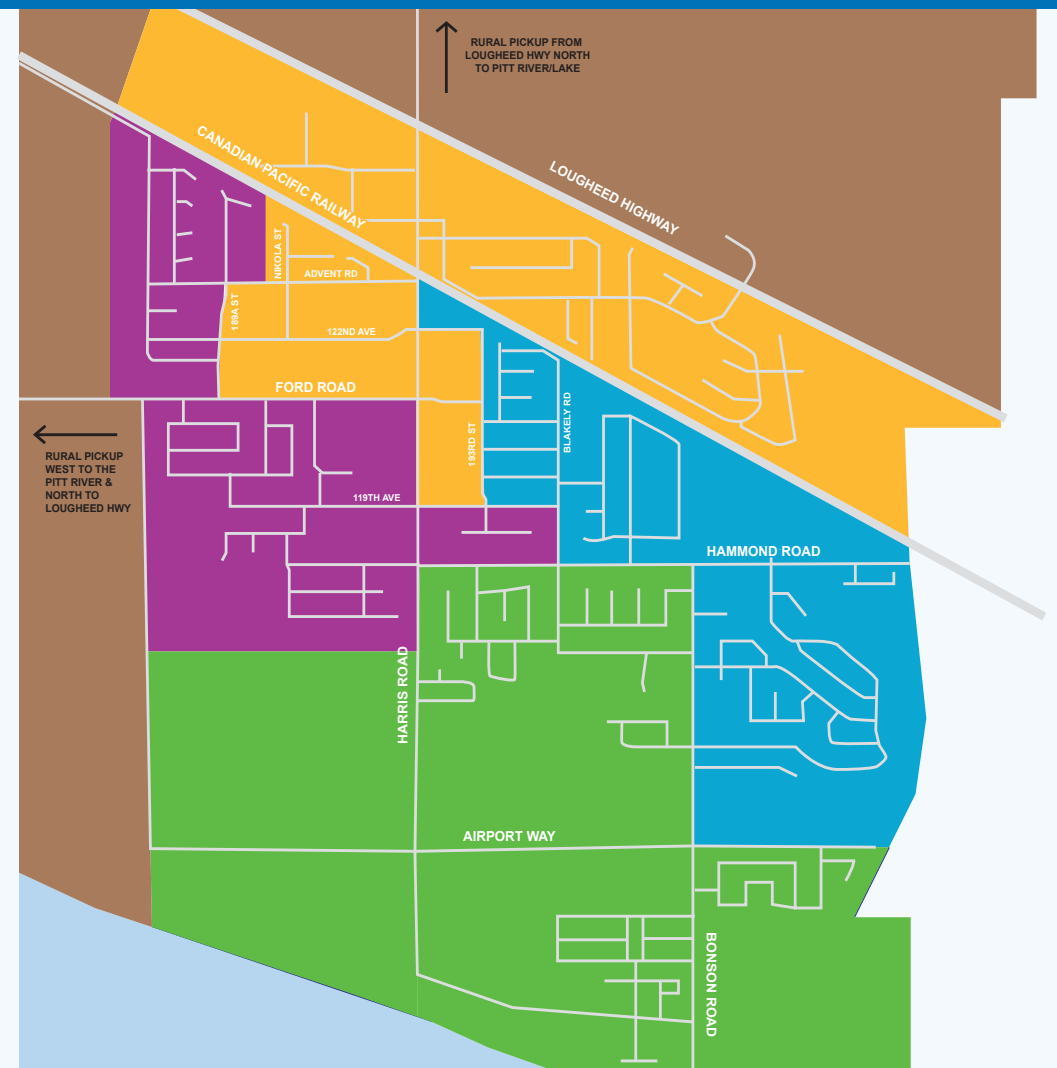 RURAL PICKUP FROM
LOUGHEED HWY NORTH
TO PITT RIVER/LAKE
CANADIAN PACIFIC RAILWAY
LOUGHEED HIGHWAY
NIKOLA ST
ADVENT RD
189A ST
122ND AVE
FORD ROAD
193RD ST
BLAKELY RD
RURAL PICKUP
WEST TO THE
PITT RIVER &
NORTH TO
LOUGHEED HWY
119TH AVE
HAMMOND ROAD
HARRIS ROAD
AIRPORT WAY
BONSON ROAD